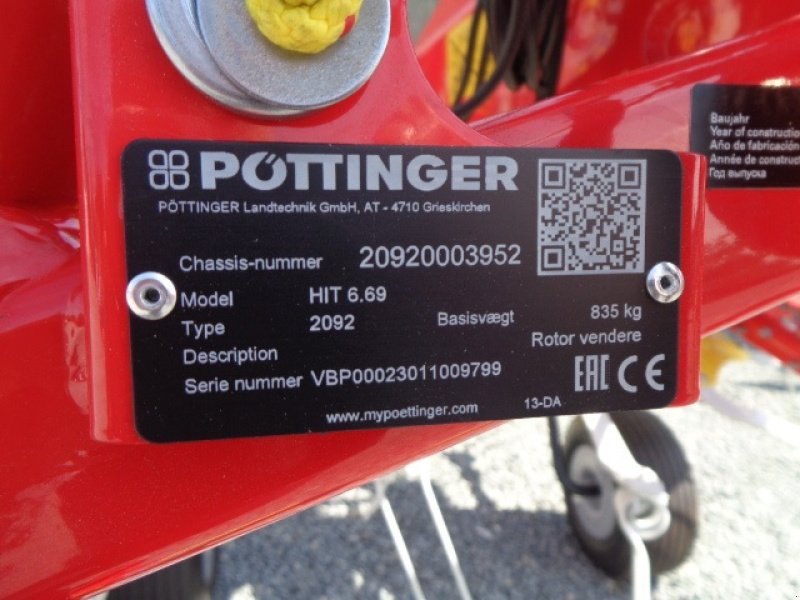 PÖTTINGER
PÖTTINGER Landtechnik GmbH, AT - 4710 Grieskirchen
Chassis-nummer 20920003952
Model HIT 6.69
Type 2092 Basisvægt 835 kg
Description Rotor vendere
Serie nummer VBP00023011009799
EAC CE
www.mypoettinger.com 13-DA
Baujahr
Year of construction
Año de fabricación
Année de construct
Год выпуска